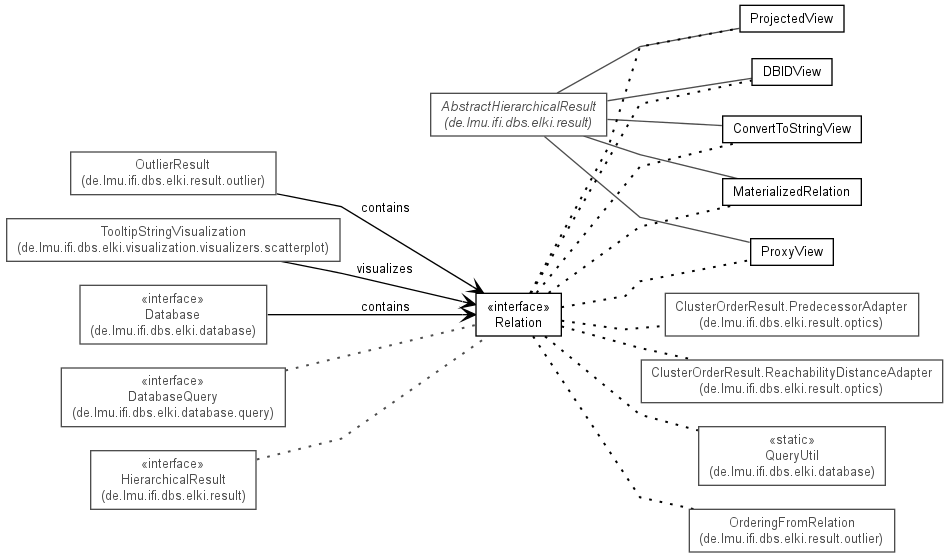 ProjectedView
DBIDView
AbstractHierarchicalResult
(de.lmu.ifi.dbs.elki.result)
ConvertToStringView
OutlierResult
(de.lmu.ifi.dbs.elki.result.outlier)
MaterializedRelation
contains
TooltipStringVisualization
(de.lmu.ifi.dbs.elki.visualization.visualizers.scatterplot)
ProxyView
visualizes
«interface»
Database
(de.lmu.ifi.dbs.elki.database)
contains
«interface»
Relation
ClusterOrderResult.PredecessorAdapter
(de.lmu.ifi.dbs.elki.result.optics)
«interface»
DatabaseQuery
(de.lmu.ifi.dbs.elki.database.query)
ClusterOrderResult.ReachabilityDistanceAdapter
(de.lmu.ifi.dbs.elki.result.optics)
«interface»
HierarchicalResult
(de.lmu.ifi.dbs.elki.result)
«static»
QueryUtil
(de.lmu.ifi.dbs.elki.database)
OrderingFromRelation
(de.lmu.ifi.dbs.elki.result.outlier)